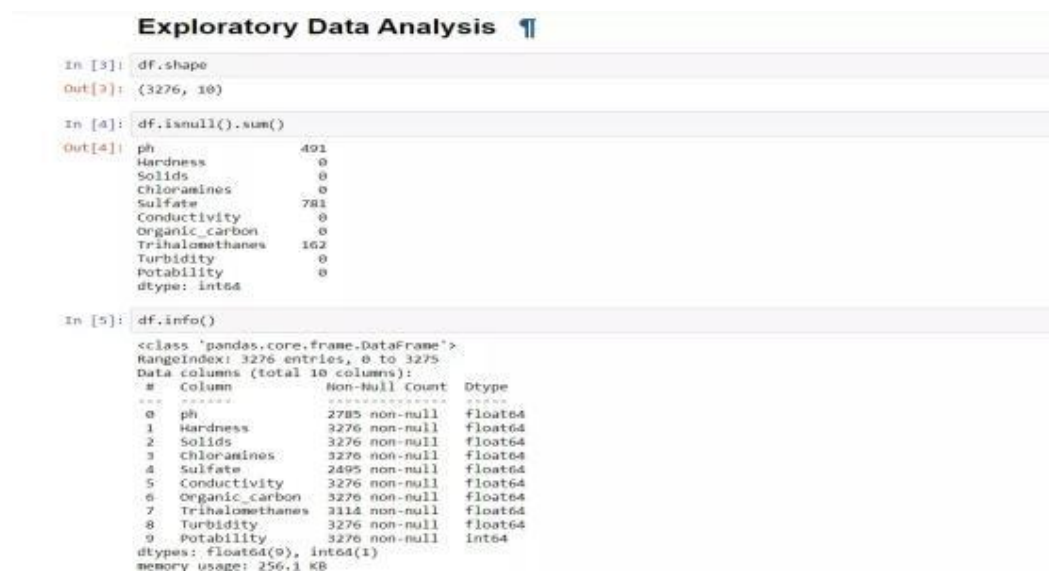 Exploratory Data Analysis ¶
In [3]: df.shape
Out[3]: (3276, 10)
In [4]: df.isnull().sum()
Out[4]: ph 491
Hardness 0
Solids 0
Chloramines 0
Sulfate 781
Conductivity 0
Organic_carbon 0
Trihalomethanes 162
Turbidity 0
Potability 0
dtype: int64
In [5]: df.info()
<class 'pandas.core.frame.DataFrame'>
RangeIndex: 3276 entries, 0 to 3275
Data columns (total 10 columns):
# Column Non-Null Count Dtype
--- ------ -------------- -----
0 ph 2785 non-null float64
1 Hardness 3276 non-null float64
2 Solids 3276 non-null float64
3 Chloramines 3276 non-null float64
4 Sulfate 2495 non-null float64
5 Conductivity 3276 non-null float64
6 Organic_carbon 3276 non-null float64
7 Trihalomethanes 3114 non-null float64
8 Turbidity 3276 non-null float64
9 Potability 3276 non-null int64
dtypes: float64(9), int64(1)
memory usage: 256.1 KB